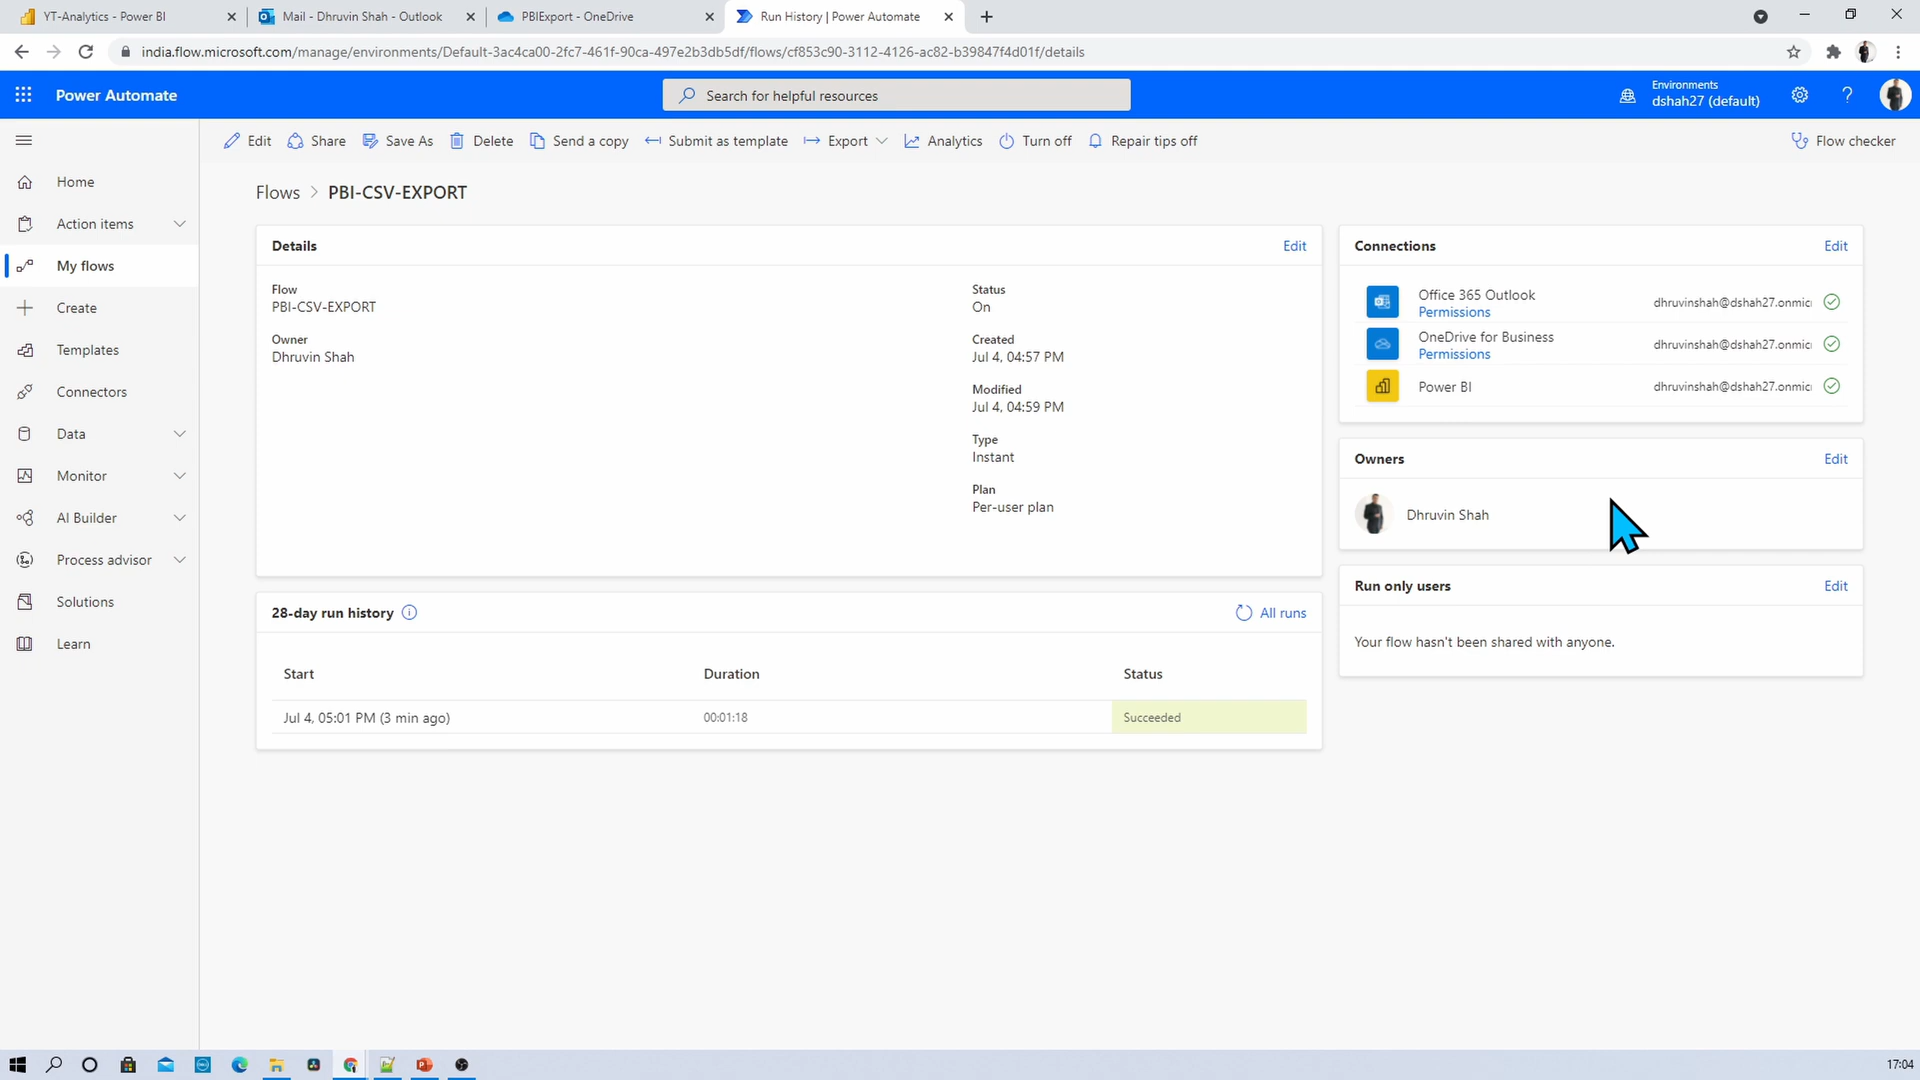 YT-Analytics - Power BI
Mail - Dhruvin Shah - Outlook
PBIExport - OneDrive
Run History | Power Automate
india.flow.microsoft.com/manage/environments/Default-3ac4ca00-2fc7-461f-90ca-497e2b3db5df/flows/cf853c90-3112-4126-ac82-b39847f4d01f/details
Power Automate
Search for helpful resources
Environments
dshah27 (default)
Edit
Share
Save As
Delete
Send a copy
Submit as template
Export
Analytics
Turn off
Repair tips off
Flow checker
Home
Action items
My flows
Create
Templates
Connectors
Data
Monitor
AI Builder
Process advisor
Solutions
Learn
Flows > PBI-CSV-EXPORT
Details
Edit
Flow
PBI-CSV-EXPORT
Owner
Dhruvin Shah
Status
On
Created
Jul 4, 04:57 PM
Modified
Jul 4, 04:59 PM
Type
Instant
Plan
Per-user plan
28-day run history
All runs
Start
Duration
Status
Jul 4, 05:01 PM (3 min ago)
00:01:18
Succeeded
Connections
Edit
Office 365 Outlook
Permissions
dhruvinshah@dshah27.onmic
OneDrive for Business
Permissions
dhruvinshah@dshah27.onmic
Power BI
dhruvinshah@dshah27.onmic
Owners
Edit
Dhruvin Shah
Run only users
Edit
Your flow hasn't been shared with anyone.
17:04